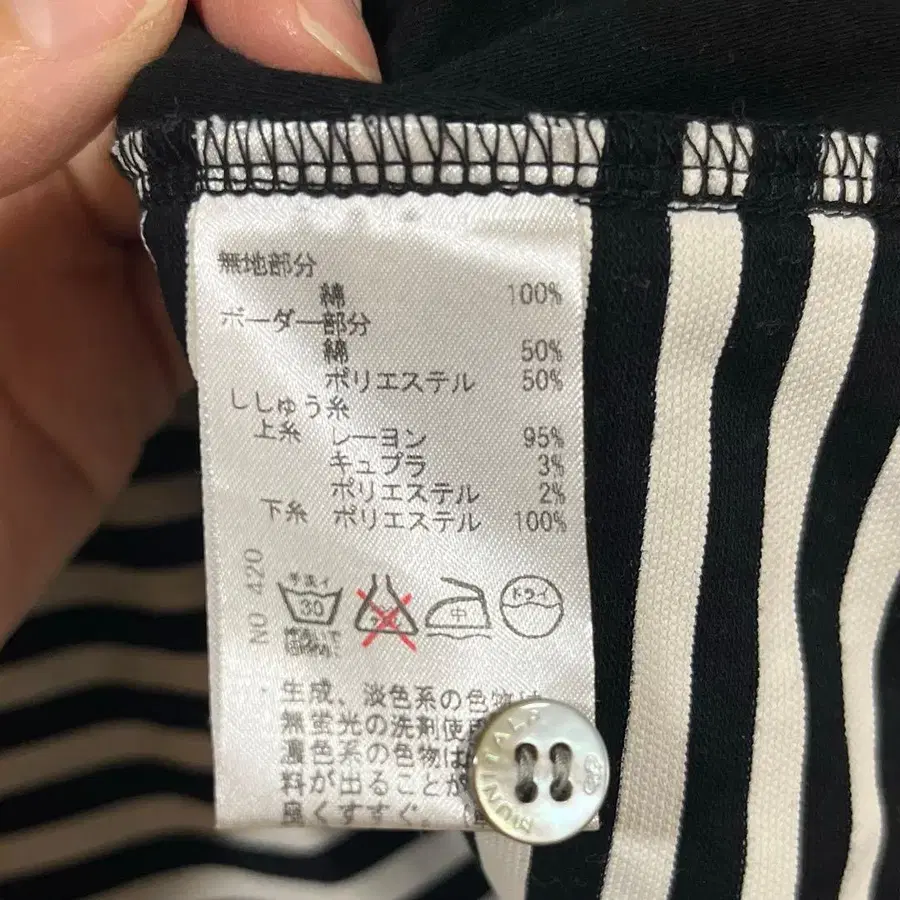 無地部分
綿 100%
ボーダー部分
綿 50%
ポリエステル 50%
ししゅう糸
上糸 レーヨン 95%
キュプラ 3%
ポリエステル 2%
下糸 ポリエステル 100%
NO 420
手洗イ
30
中
ドライ
生成、淡色系の色物は
無蛍光の洗剤使用
濃色系の色物は
料が出ることが
良くすすぐ。